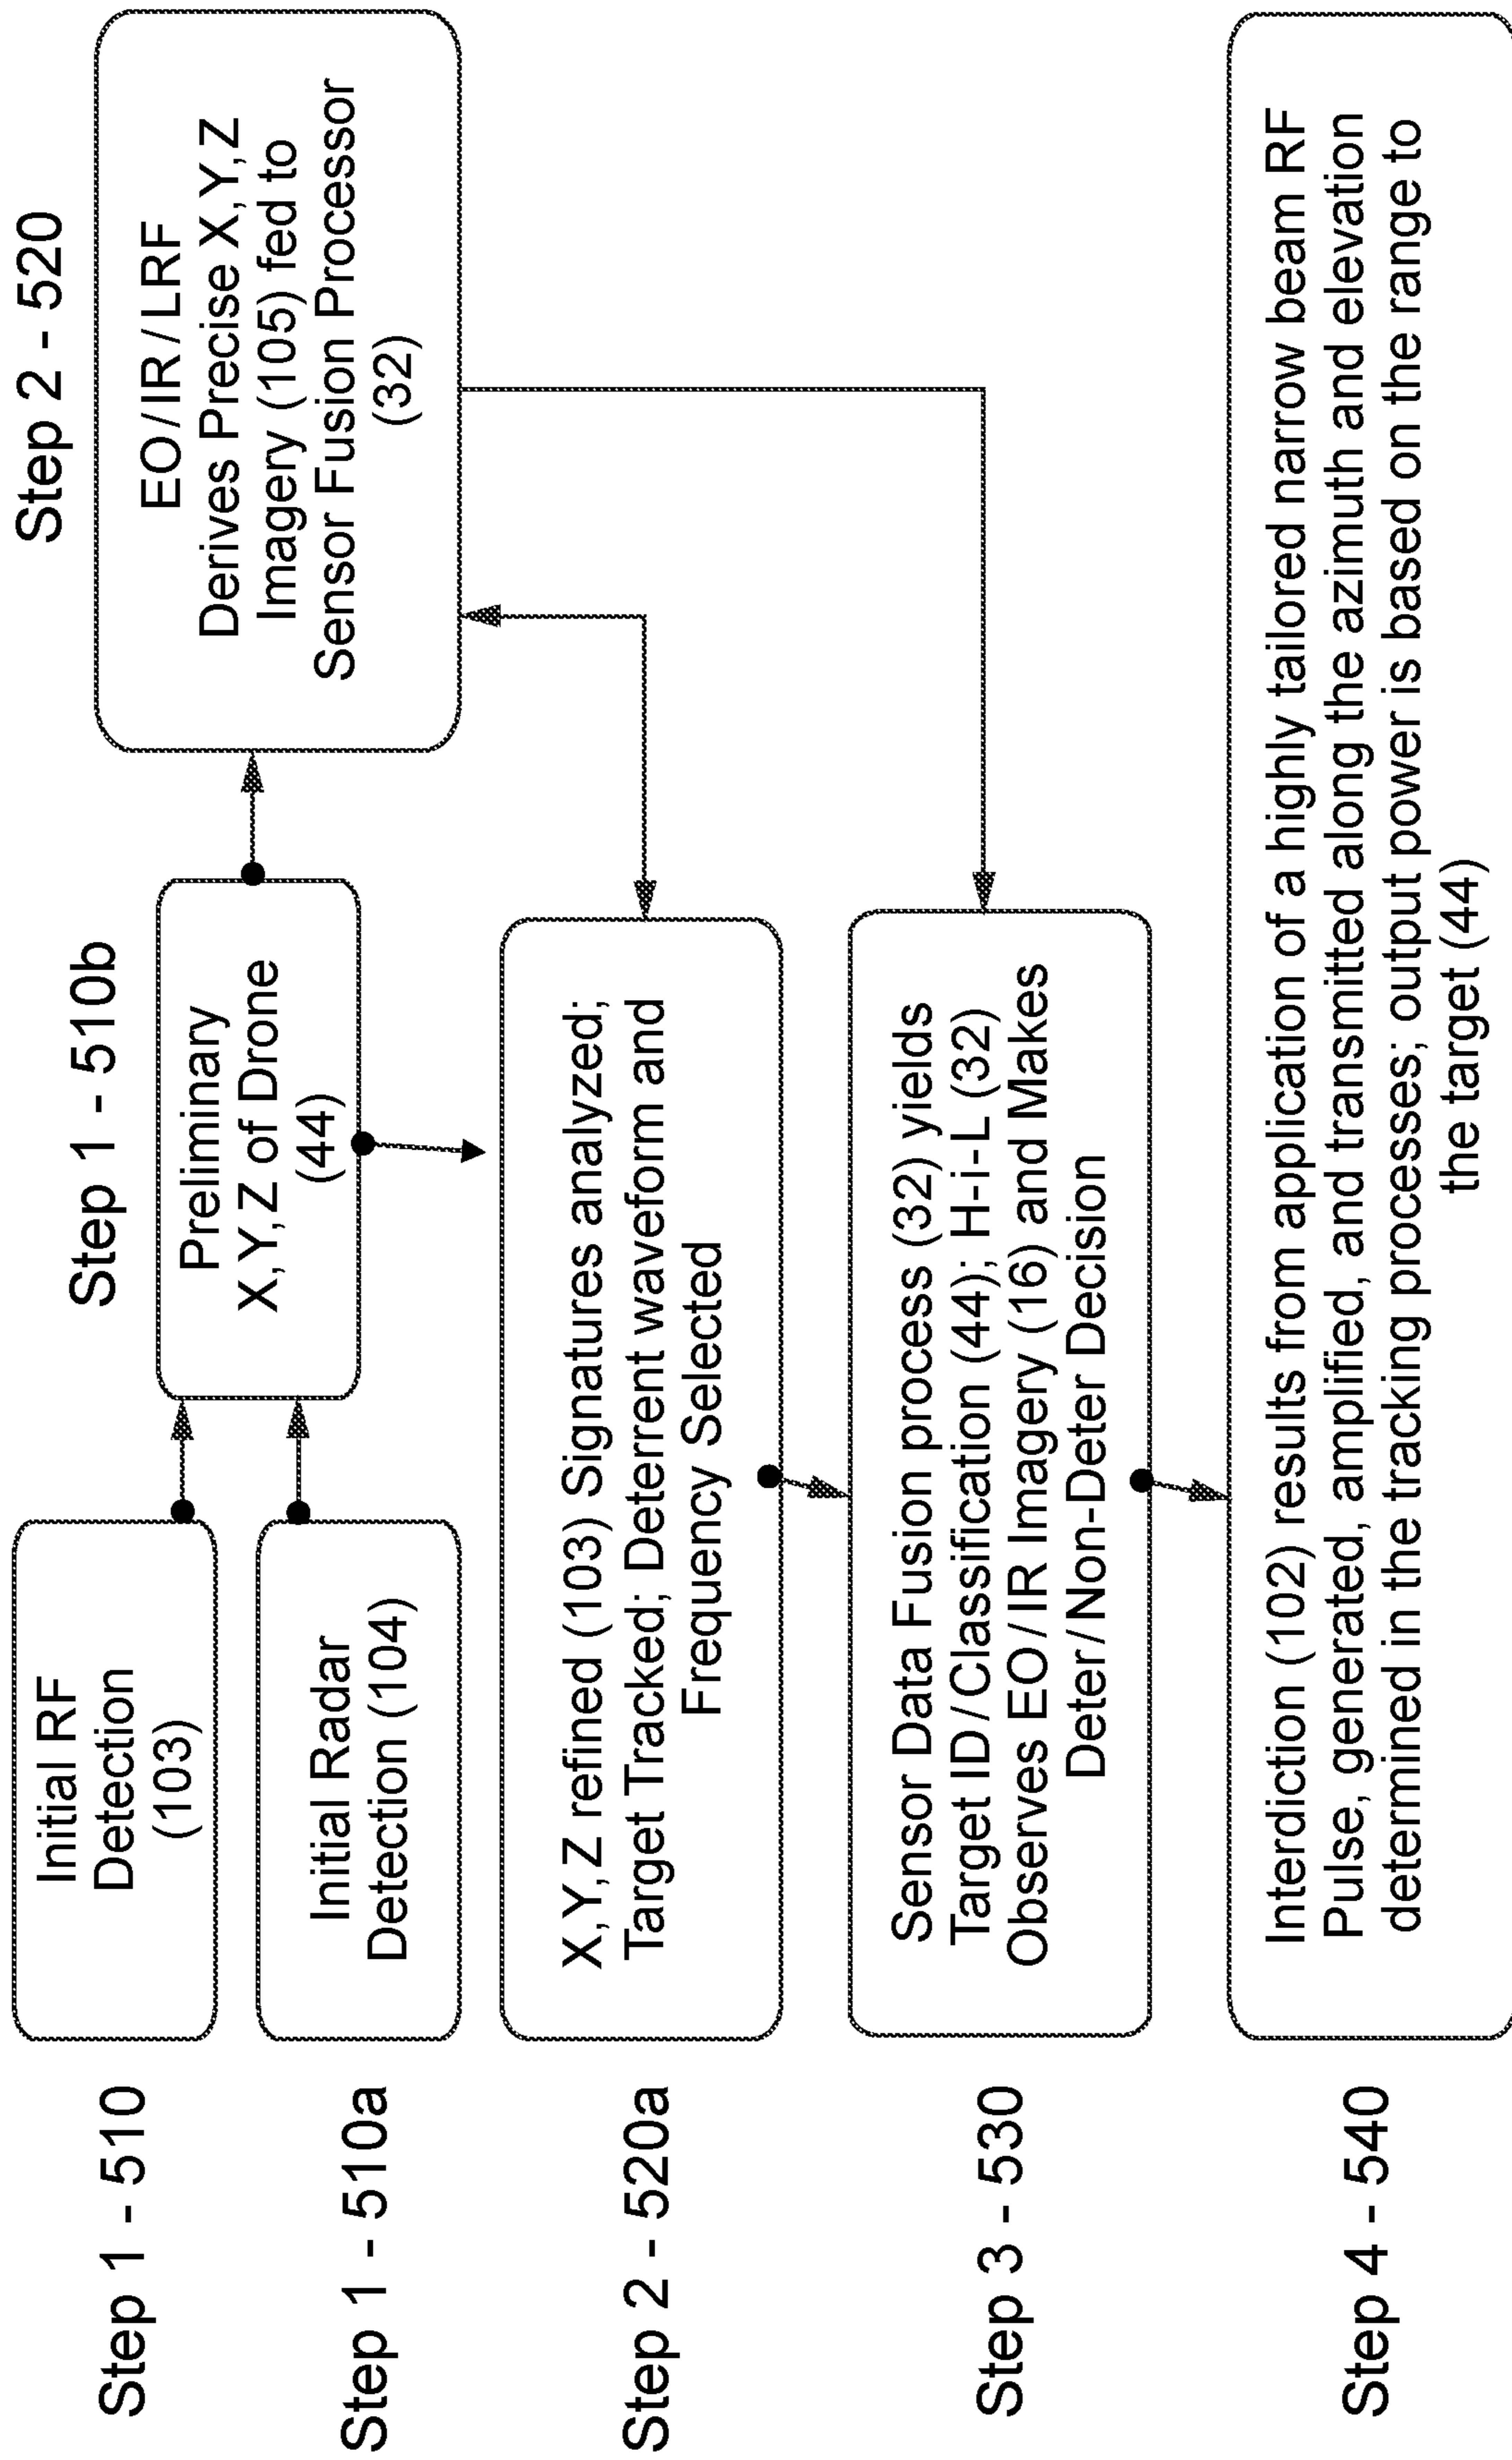 Step 1 - 510
Initial RF
Detection
(103)
Step 1 - 510a
Initial Radar
Detection (104)
Step 1 - 510b
Preliminary
X,Y,Z of Drone
(44)
Step 2 - 520
EO/IR/LRF
Derives Precise X,Y,Z
Imagery (105) fed to
Sensor Fusion Processor
(32)
Step 2 - 520a
X,Y,Z refined (103) Signatures analyzed;
Target Tracked; Deterrent waveform and
Frequency Selected
Step 3 - 530
Sensor Data Fusion process (32) yields
Target ID/Classification (44); H-i-L (32)
Observes EO/IR Imagery (16) and Makes
Deter/Non-Deter Decision
Step 4 - 540
Interdiction (102) results from application of a highly tailored narrow beam RF
Pulse, generated, amplified, and transmitted along the azimuth and elevation
determined in the tracking processes; output power is based on the range to
the target (44)